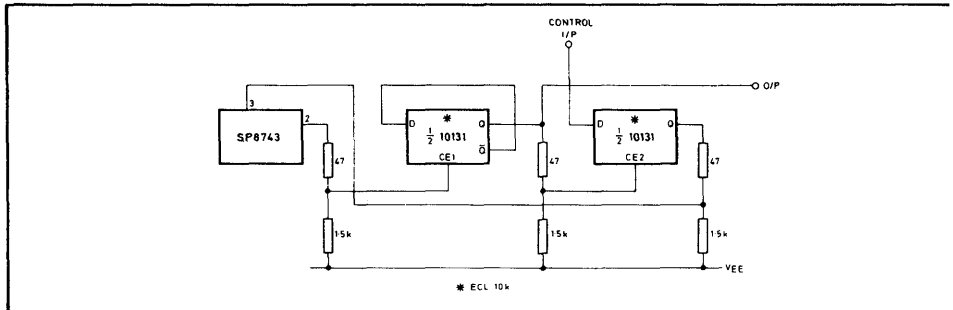 CONTROL
I/P
O/P
3
2
SP8743
D
*
Q
½ 10131
Q̅
CE1
D
*
Q
½ 10131
CE2
47
47
47
1·5k
1·5k
1·5k
VEE
* ECL 10k